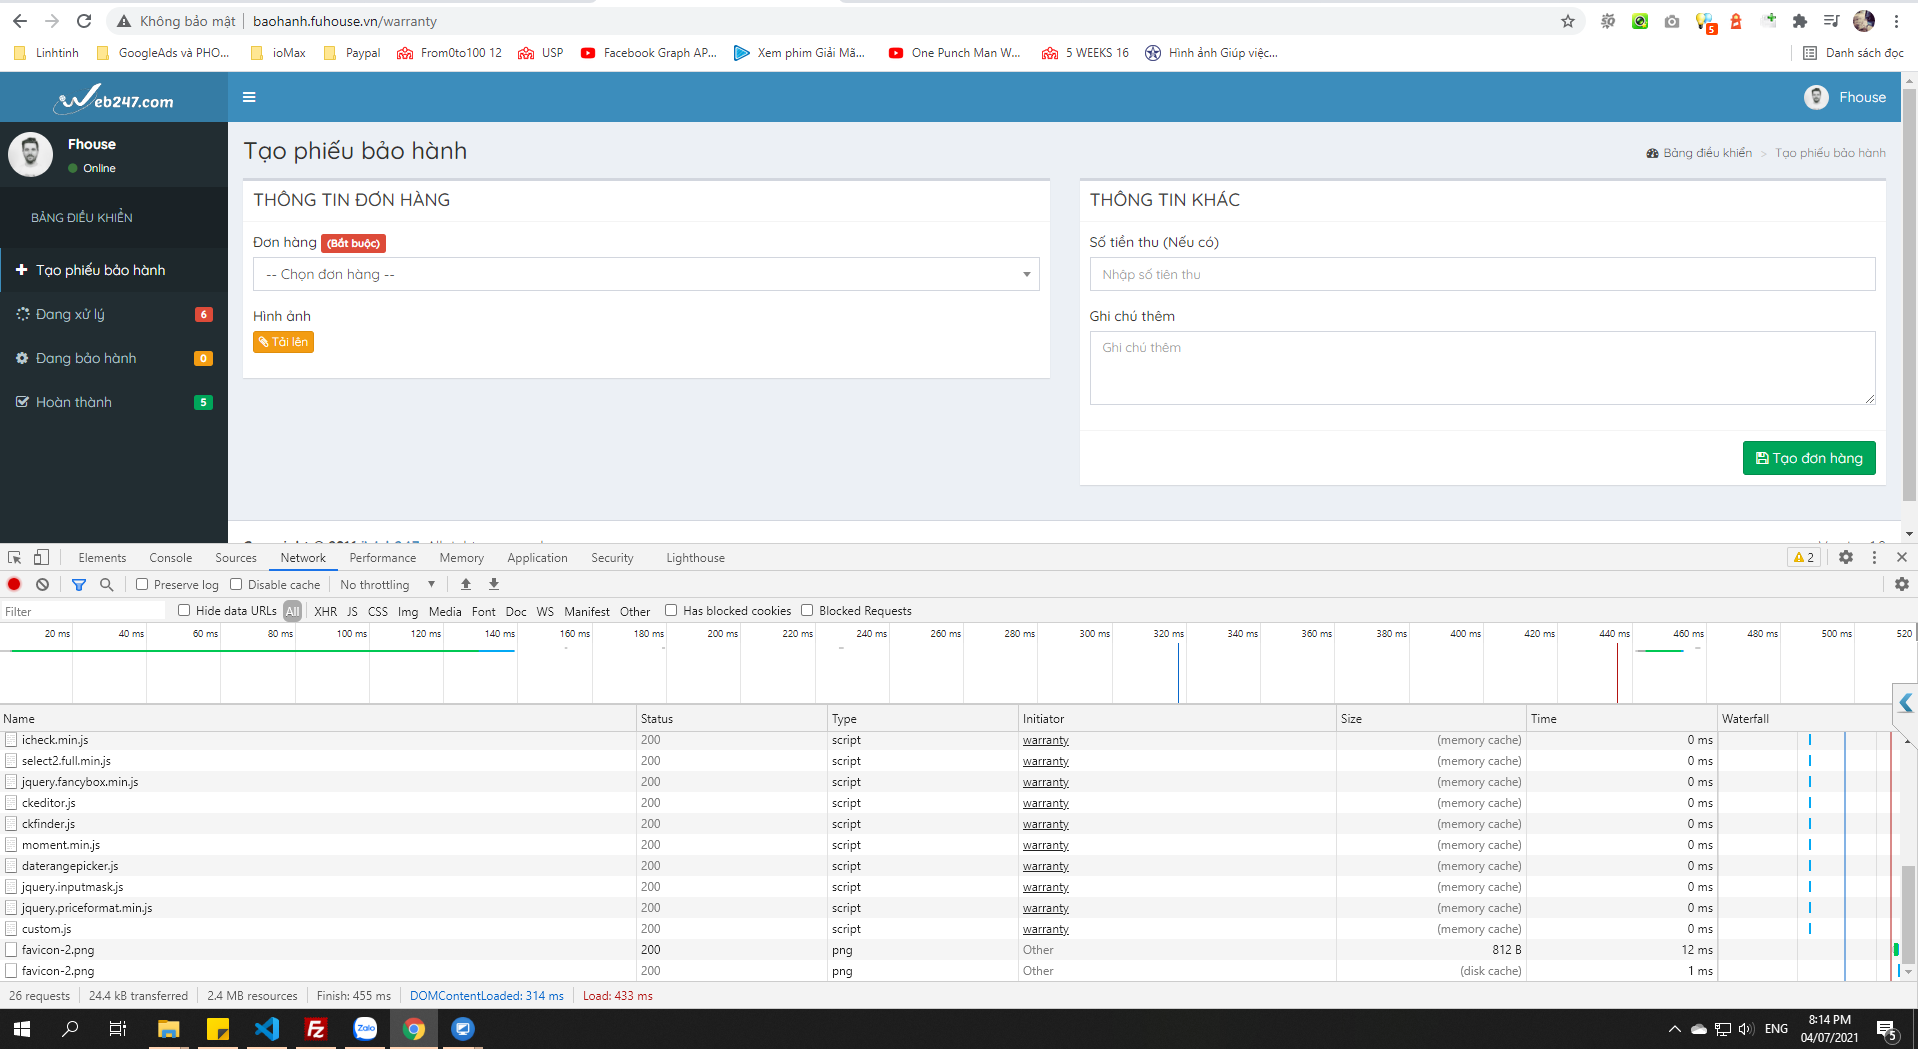 Không bảo mật
baohanh.fuhouse.vn/warranty
5
Linhtinh
GoogleAds và PHO...
ioMax
Paypal
From0to100 12
USP
Facebook Graph AP...
Xem phim Giải Mã...
One Punch Man W...
5 WEEKS 16
Hình ảnh Giúp việc...
Danh sách đọc
Web247.com
Fhouse
Fhouse
Online
BẢNG ĐIỀU KHIỂN
Tạo phiếu bảo hành
Đang xử lý 6
Đang bảo hành 0
Hoàn thành 5
Tạo phiếu bảo hành
Bảng điều khiển > Tạo phiếu bảo hành
THÔNG TIN ĐƠN HÀNG
Đơn hàng (Bắt buộc)
-- Chọn đơn hàng --
Hình ảnh
Tải lên
THÔNG TIN KHÁC
Số tiền thu (Nếu có)
Nhập số tiên thu
Ghi chú thêm
Ghi chú thêm
Tạo đơn hàng
Elements Console Sources Network Performance Memory Application Security Lighthouse 2
Preserve log Disable cache No throttling
Filter Hide data URLs All XHR JS CSS Img Media Font Doc WS Manifest Other Has blocked cookies Blocked Requests
20 ms 40 ms 60 ms 80 ms 100 ms 120 ms 140 ms 160 ms 180 ms 200 ms 220 ms 240 ms 260 ms 280 ms 300 ms 320 ms 340 ms 360 ms 380 ms 400 ms 420 ms 440 ms 460 ms 480 ms 500 ms 520
Name Status Type Initiator Size Time Waterfall
icheck.min.js 200 script warranty (memory cache) 0 ms
select2.full.min.js 200 script warranty (memory cache) 0 ms
jquery.fancybox.min.js 200 script warranty (memory cache) 0 ms
ckeditor.js 200 script warranty (memory cache) 0 ms
ckfinder.js 200 script warranty (memory cache) 0 ms
moment.min.js 200 script warranty (memory cache) 0 ms
daterangepicker.js 200 script warranty (memory cache) 0 ms
jquery.inputmask.js 200 script warranty (memory cache) 0 ms
jquery.priceformat.min.js 200 script warranty (memory cache) 0 ms
custom.js 200 script warranty (memory cache) 0 ms
favicon-2.png 200 png Other 812 B 12 ms
favicon-2.png 200 png Other (disk cache) 1 ms
26 requests 24.4 kB transferred 2.4 MB resources Finish: 455 ms DOMContentLoaded: 314 ms Load: 433 ms
Fz
Zalo
ENG
8:14 PM
04/07/2021
5